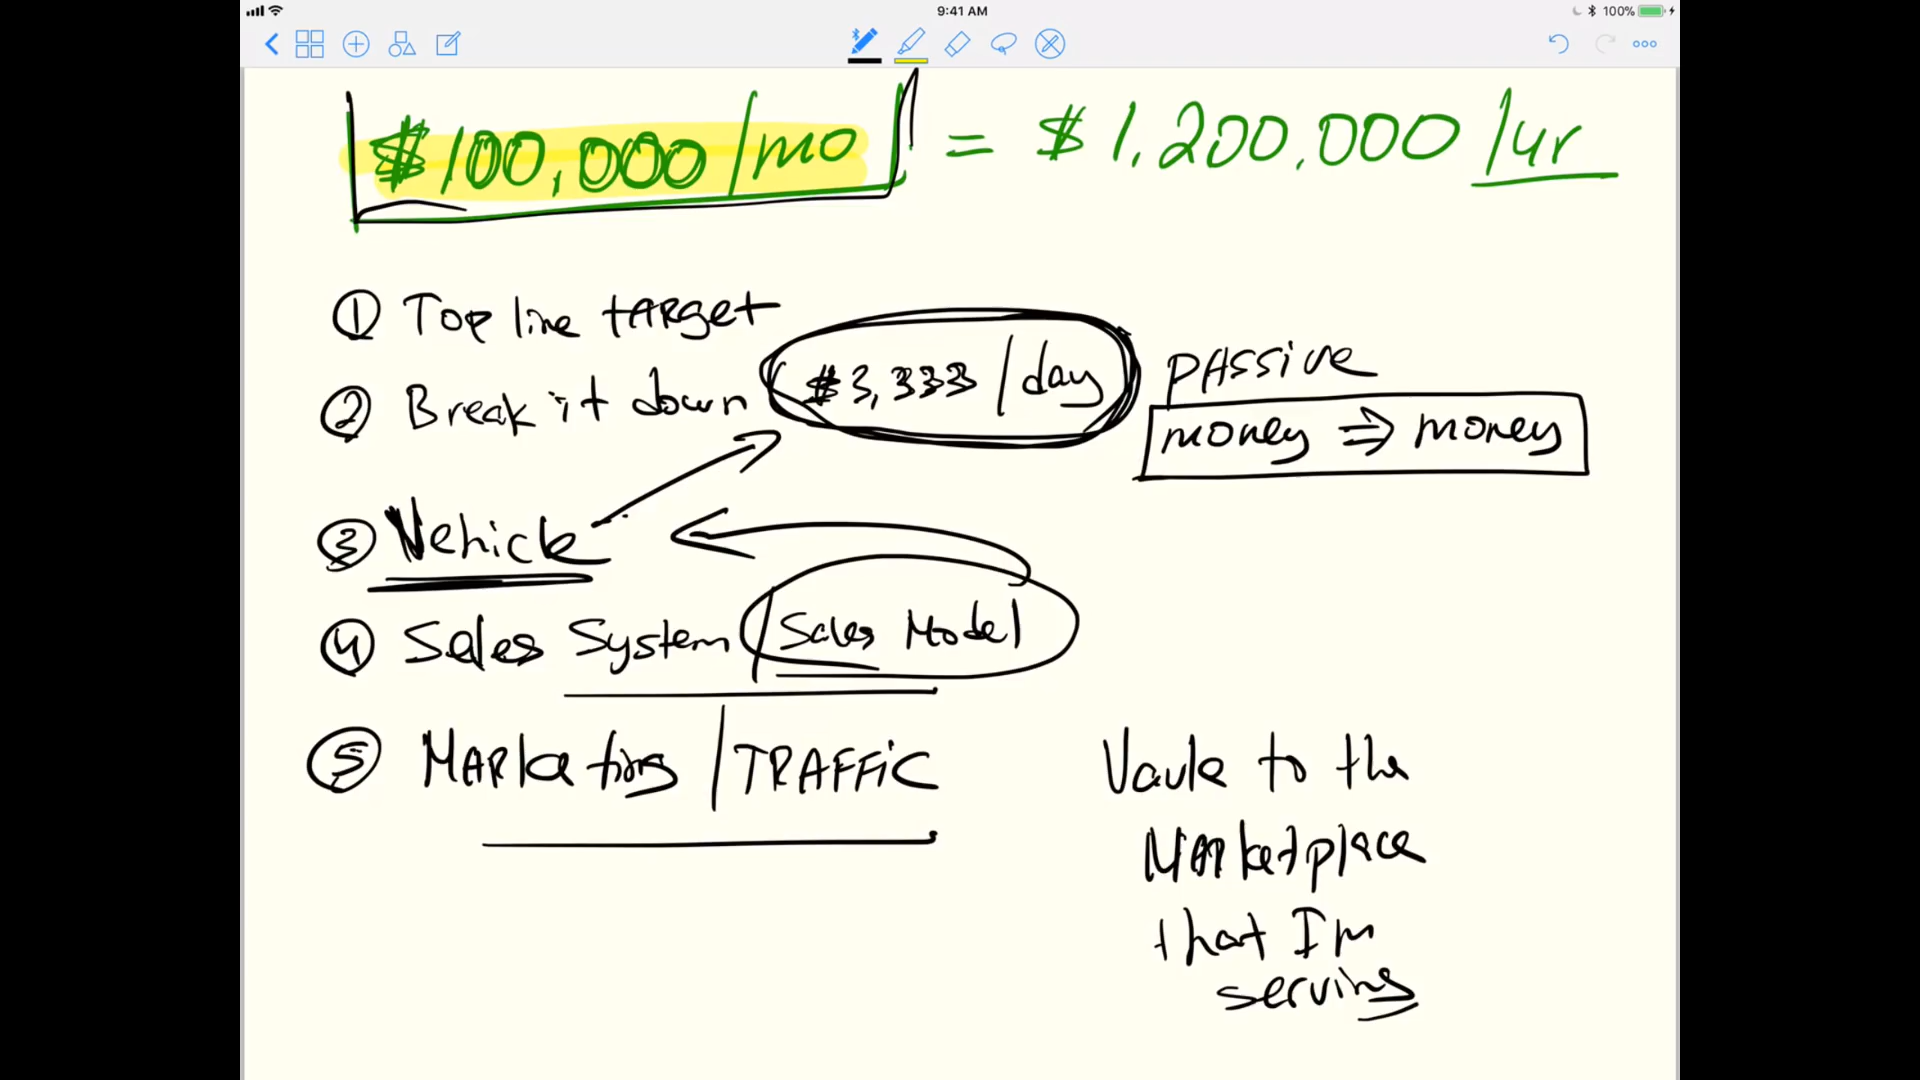 9:41 AM
100%
$100,000 /mo = $1,200,000 /yr
① Top line target
② Break it down $3,333 / day
PASSIVE
money ⇒ money
③ Vehicle
④ Sales System / Sales Model
⑤ Marketing / TRAFFIC
Value to the
Marketplace
that I'm
serving